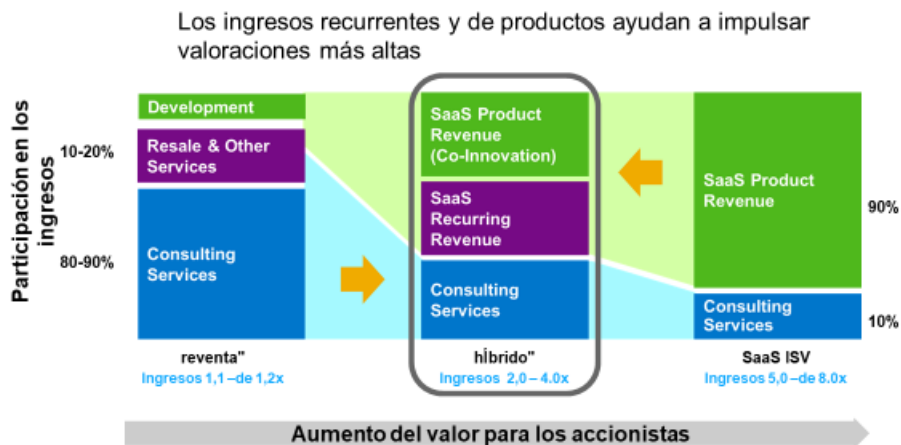 Los ingresos recurrentes y de productos ayudan a impulsar
valoraciones más altas
Participación en los
ingresos
10-20%
80-90%
Development
Resale & Other
Services
Consulting
Services
SaaS Product
Revenue
(Co-Innovation)
SaaS
Recurring
Revenue
Consulting
Services
SaaS Product
Revenue
Consulting
Services
90%
10%
reventa"
Ingresos 1,1 –de 1,2x
hÍbrido"
Ingresos 2,0 – 4.0x
SaaS ISV
Ingresos 5,0 –de 8.0x
Aumento del valor para los accionistas